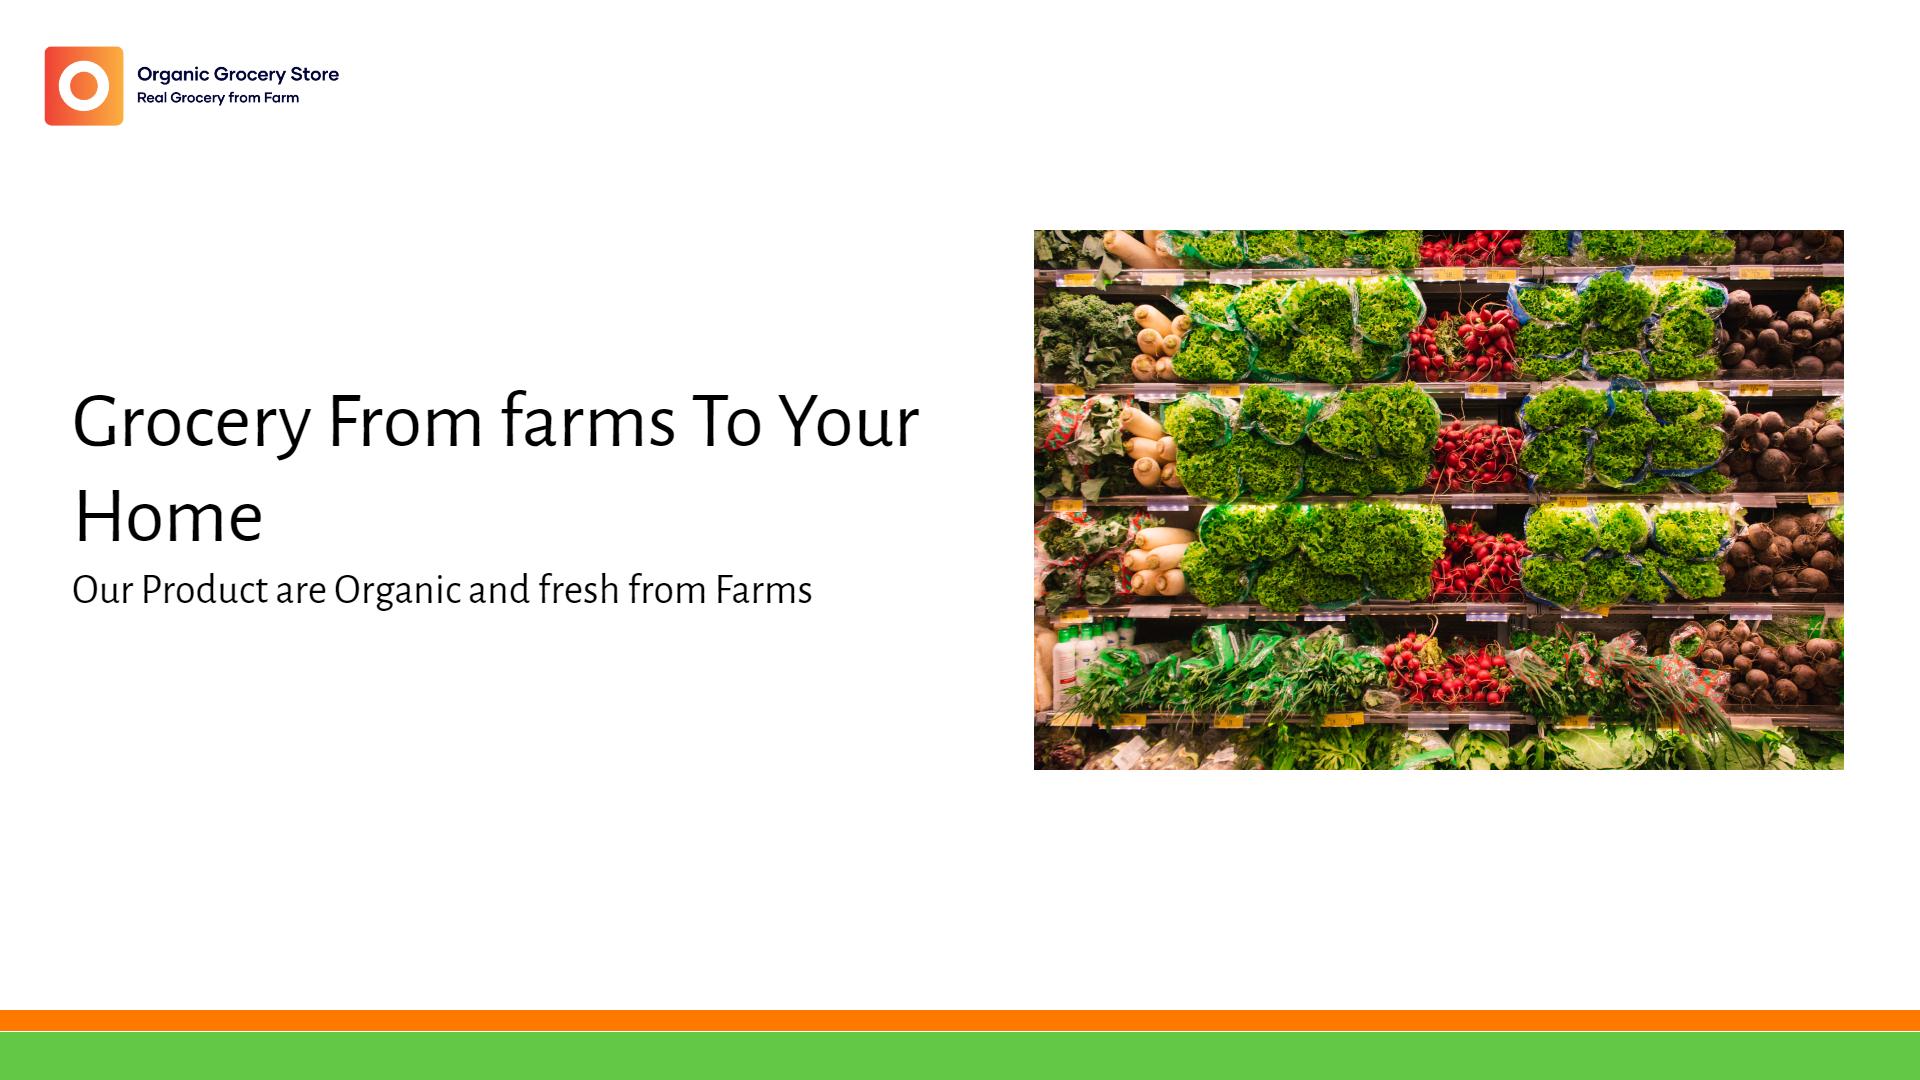 Organic Grocery Store
Real Grocery from Farm
Grocery From farms To Your
Home
Our Product are Organic and fresh from Farms